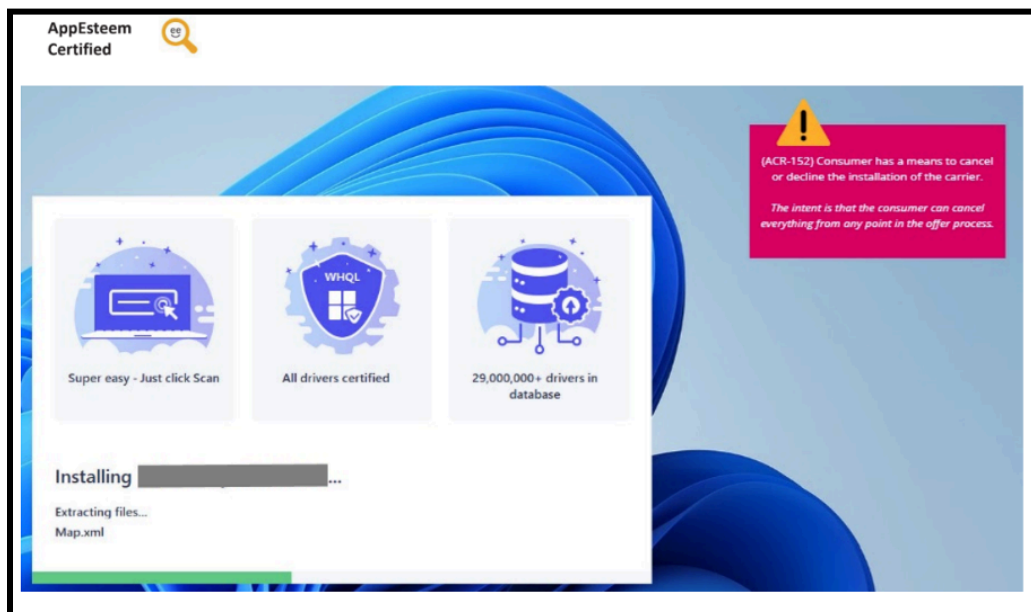 AppEsteem
Certified
(ACR-152) Consumer has a means to cancel
or decline the installation of the carrier.
The intent is that the consumer can cancel
everything from any point in the offer process.
WHQL
Super easy - Just click Scan
All drivers certified
29,000,000+ drivers in
database
Installing ...
Extracting files...
Map.xml